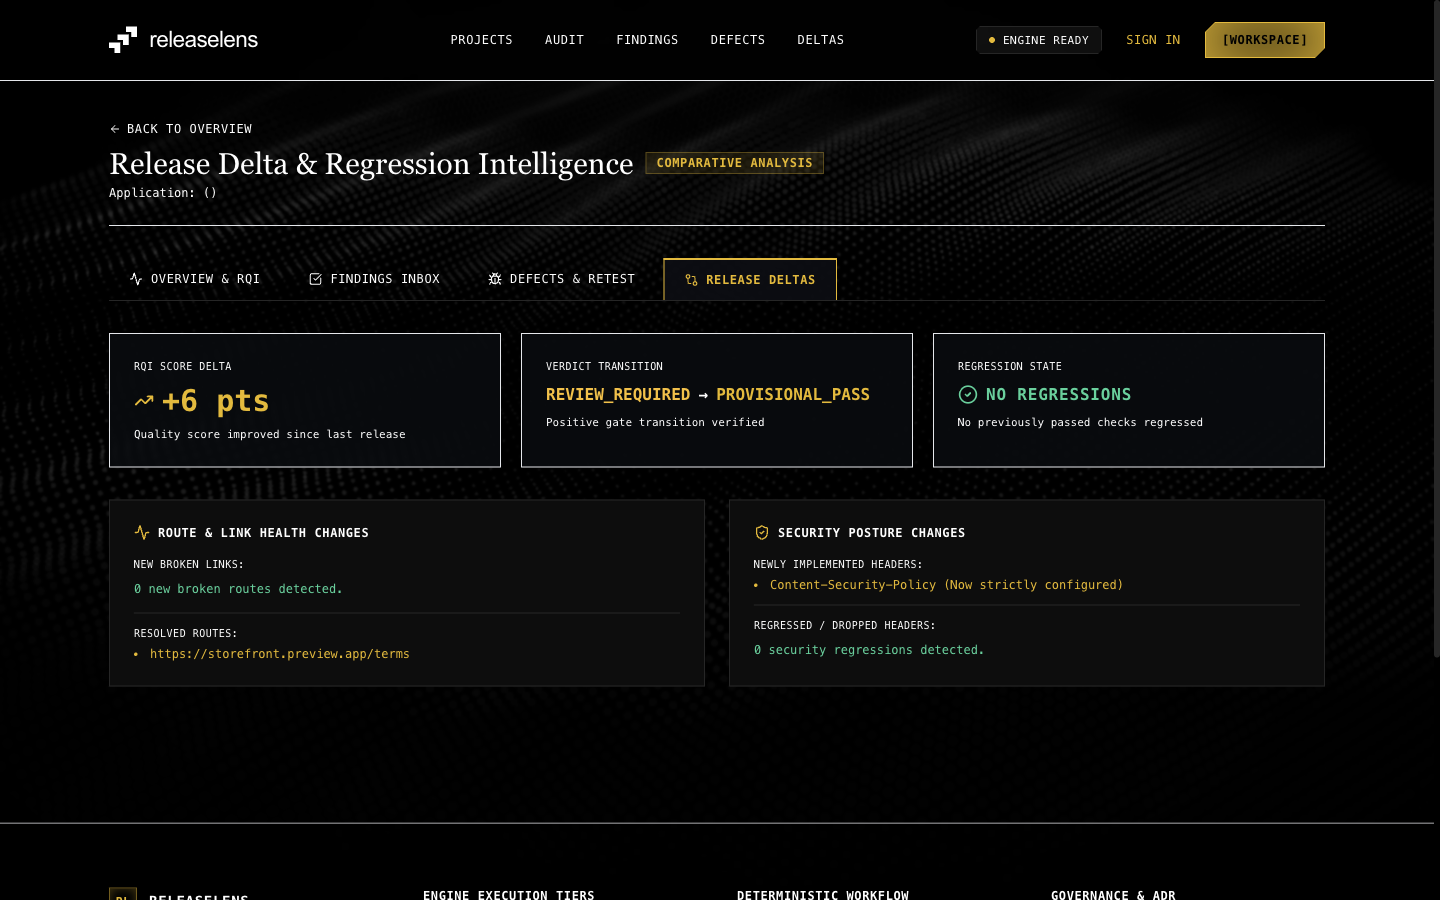 releaselens
PROJECTS AUDIT FINDINGS DEFECTS DELTAS
ENGINE READY
SIGN IN
[WORKSPACE]
← BACK TO OVERVIEW
Release Delta & Regression Intelligence
COMPARATIVE ANALYSIS
Application: ()
OVERVIEW & RQI
FINDINGS INBOX
DEFECTS & RETEST
RELEASE DELTAS
RQI SCORE DELTA
+6 pts
Quality score improved since last release
VERDICT TRANSITION
REVIEW_REQUIRED → PROVISIONAL_PASS
Positive gate transition verified
REGRESSION STATE
NO REGRESSIONS
No previously passed checks regressed
ROUTE & LINK HEALTH CHANGES
NEW BROKEN LINKS:
0 new broken routes detected.
RESOLVED ROUTES:
• https://storefront.preview.app/terms
SECURITY POSTURE CHANGES
NEWLY IMPLEMENTED HEADERS:
• Content-Security-Policy (Now strictly configured)
REGRESSED / DROPPED HEADERS:
0 security regressions detected.
RELEASELENS
ENGINE EXECUTION TIERS
DETERMINISTIC WORKFLOW
GOVERNANCE & ADR